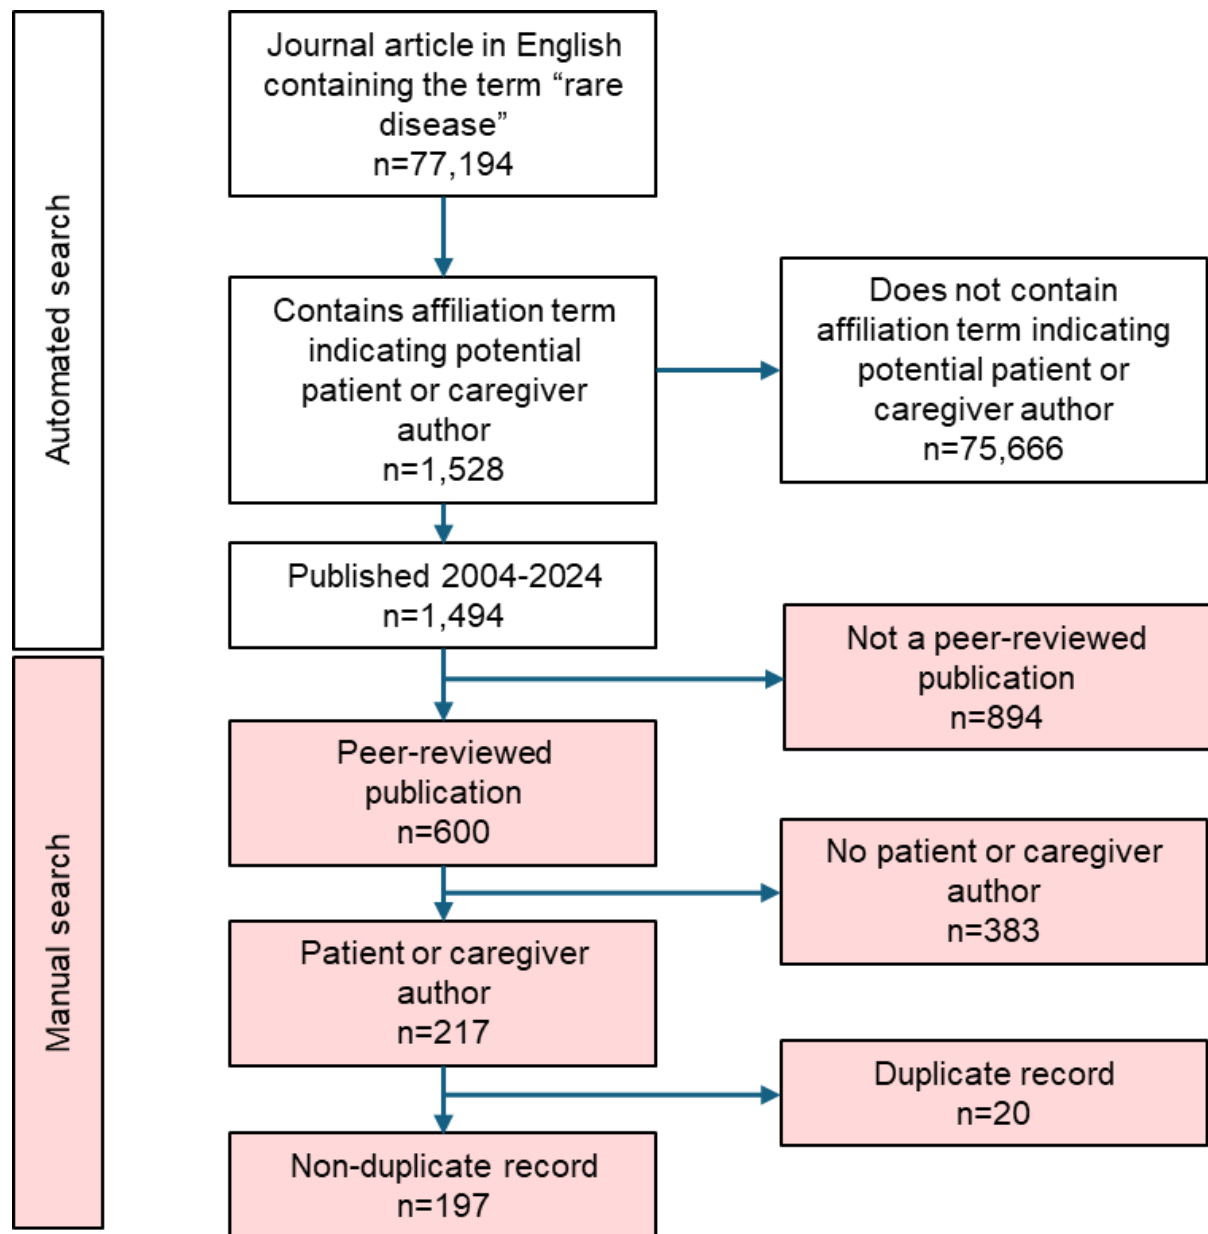 Automated search
Journal article in English
containing the term “rare
disease”
n=77,194
Contains affiliation term
indicating potential
patient or caregiver
author
n=1,528
Does not contain
affiliation term indicating
potential patient or
caregiver author
n=75,666
Published 2004-2024
n=1,494
Manual search
Not a peer-reviewed
publication
n=894
Peer-reviewed
publication
n=600
No patient or caregiver
author
n=383
Patient or caregiver
author
n=217
Duplicate record
n=20
Non-duplicate record
n=197